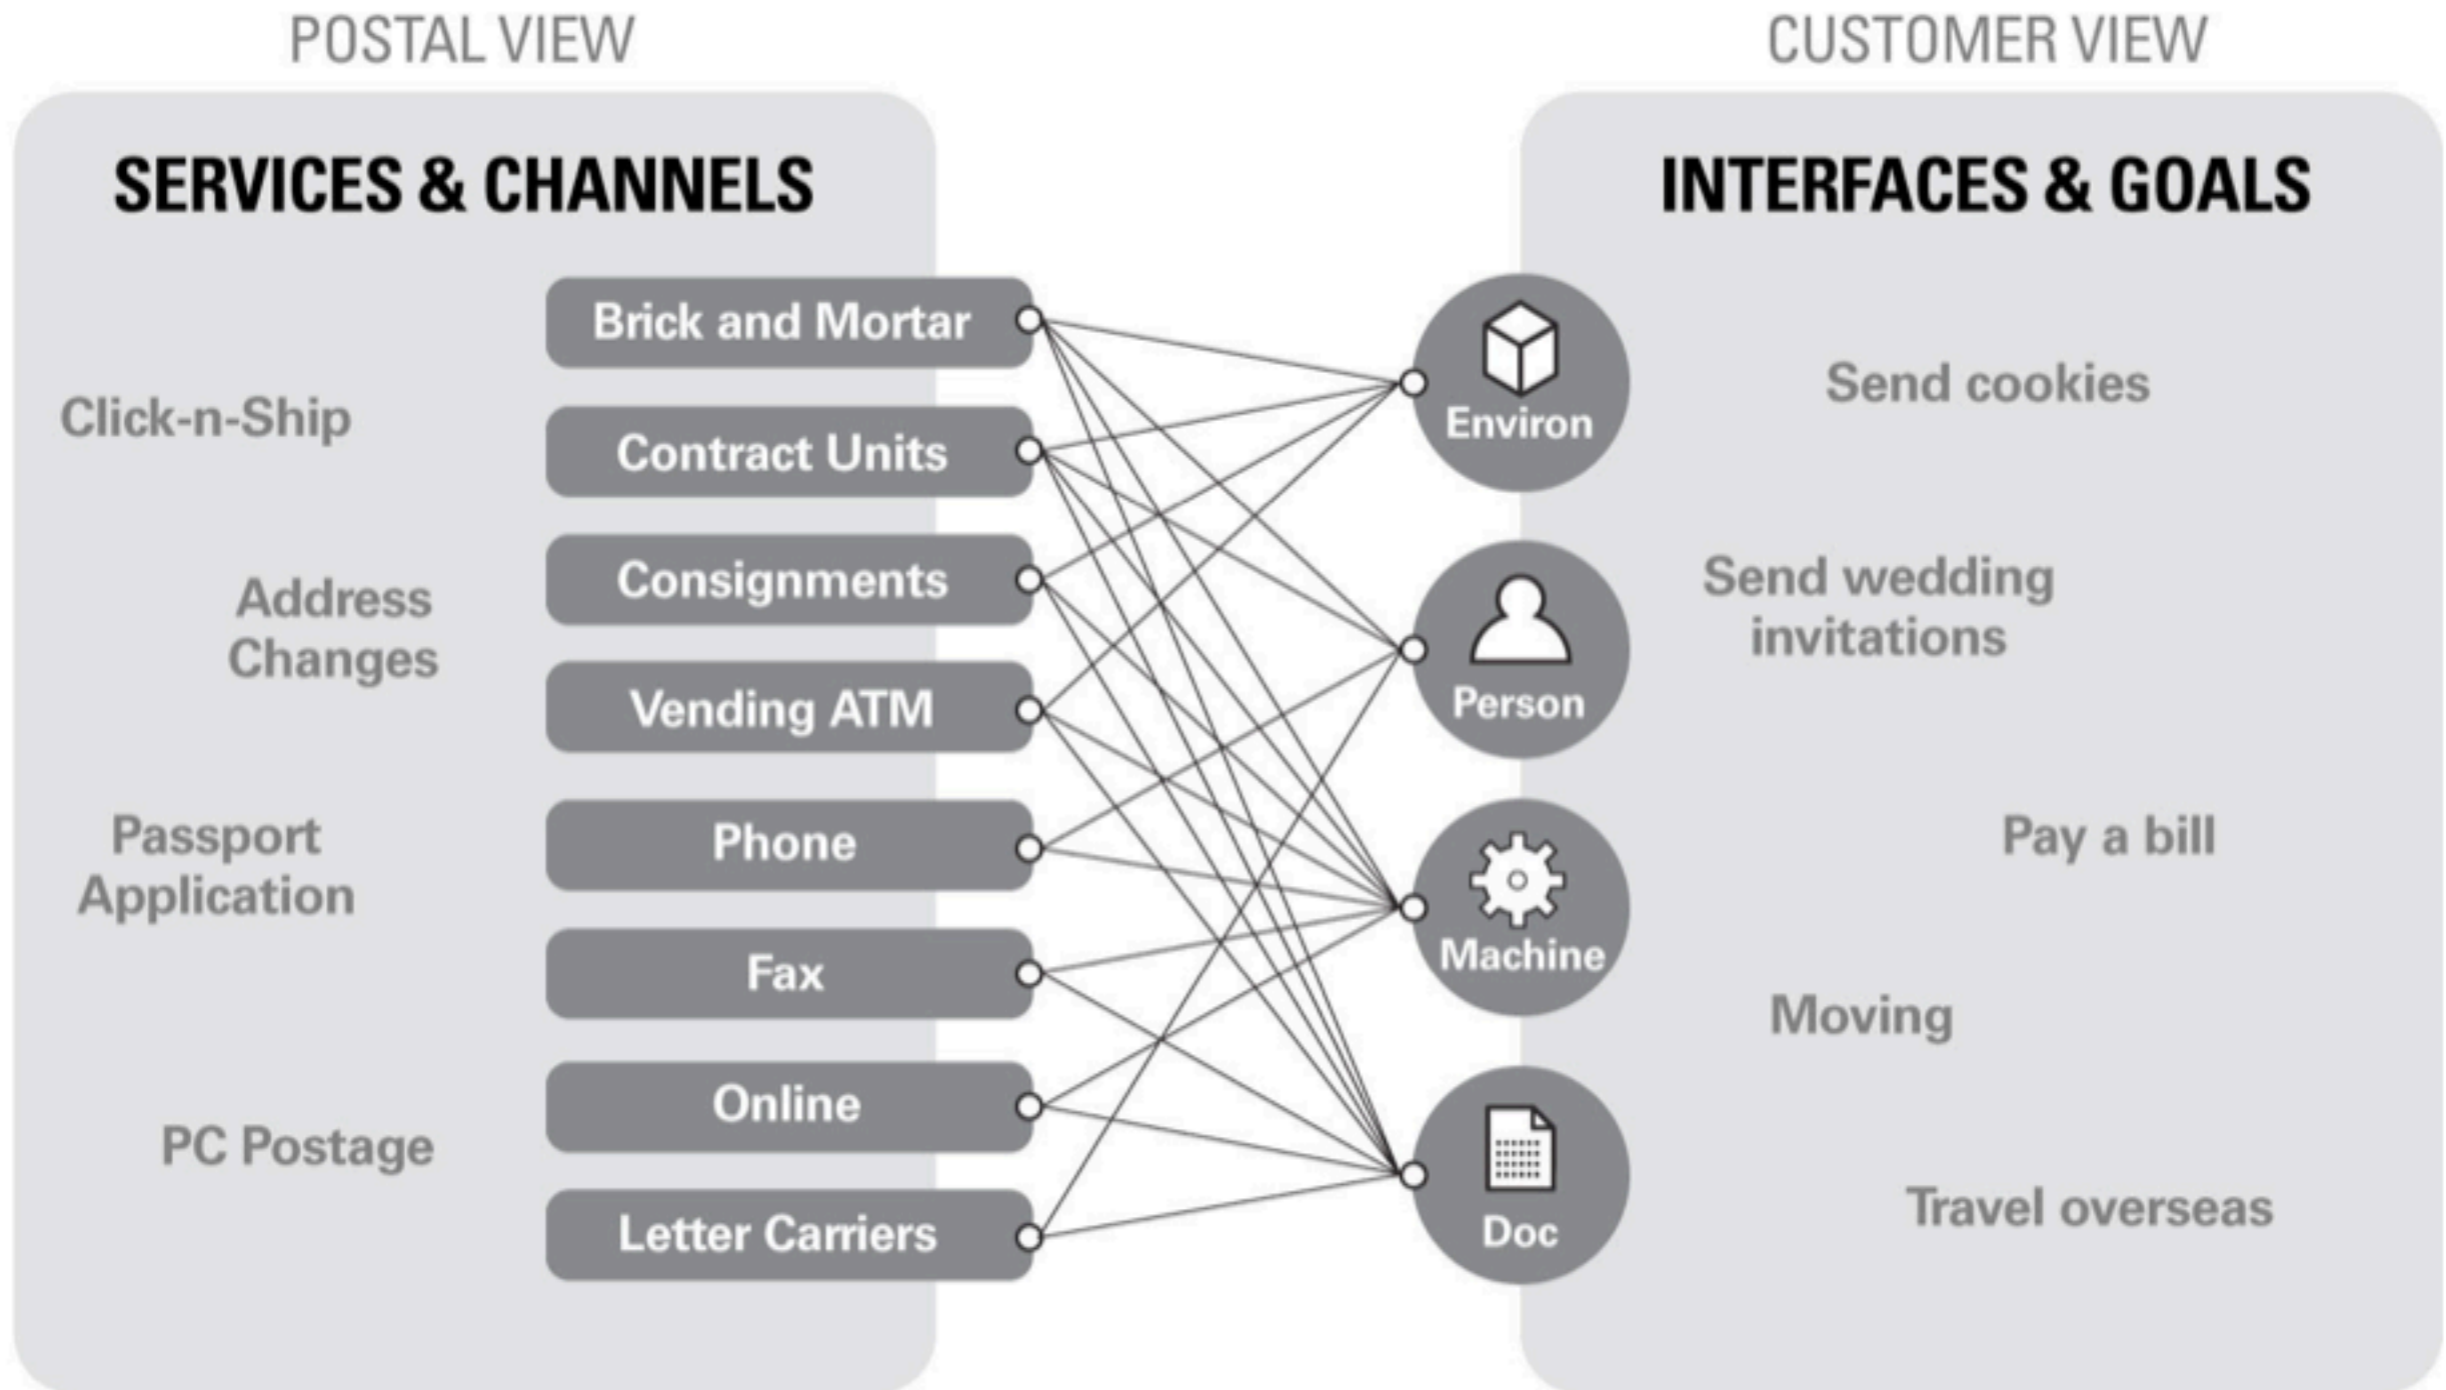 POSTAL VIEW
CUSTOMER VIEW
SERVICES & CHANNELS
Click-n-Ship
Address
Changes
Passport
Application
PC Postage
Brick and Mortar
Contract Units
Consignments
Vending ATM
Phone
Fax
Online
Letter Carriers
INTERFACES & GOALS
Environ
Person
Machine
Doc
Send cookies
Send wedding
invitations
Pay a bill
Moving
Travel overseas